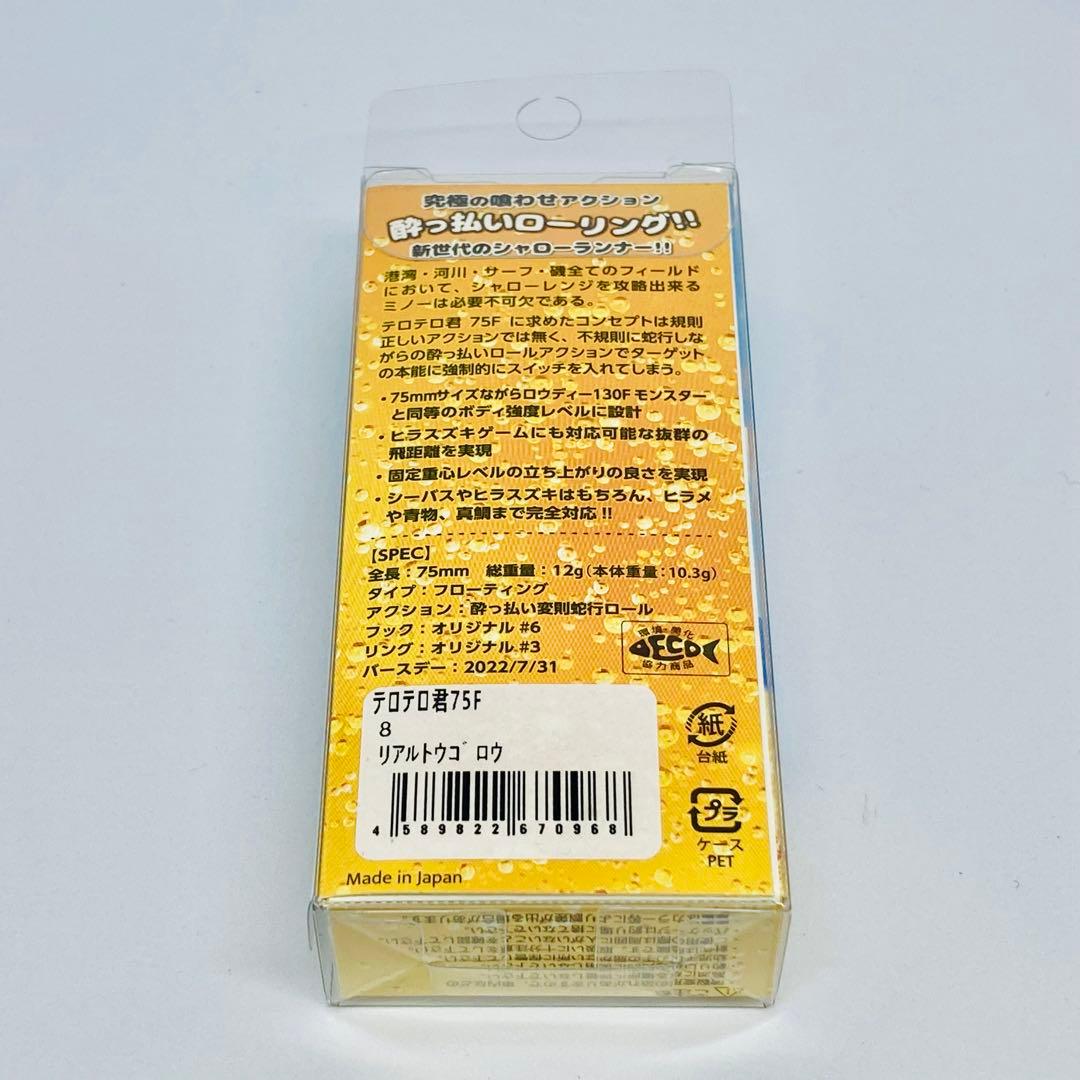 究極の喰わせアクション
酔っ払いローリング!!
新世代のシャローランナー!!
港湾・河川・サーフ・磯全てのフィールド
において、シャローレンジを攻略出来る
ミノーは必要不可欠である。
テロテロ君 75F に求めたコンセプトは規則
正しいアクションでは無く、不規則に蛇行しな
がらの酔っ払いロールアクションでターゲット
の本能に強制的にスイッチを入れてしまう。
・75mmサイズながらロウディー130F モンスター
と同等のボディ強度レベルに設計
・ヒラスズキゲームにも対応可能な抜群の
飛距離を実現
・固定重心レベルの立ち上がりの良さを実現
・シーバスやヒラスズキはもちろん、ヒラメ
や青物、真鯛まで完全対応!!
【SPEC】
全長:75mm 総重量:12g(本体重量:10.3g)
タイプ:フローティング
アクション:酔っ払い変則蛇行ロール
フック:オリジナル #6
リング:オリジナル #3
バースデー:2022/7/31
環境・美化
ECO
協力商品
テロテロ君75F
8
リアルトウゴロウ
4 589822 670968
紙
台紙
プラ
ケース
PET
Made in Japan